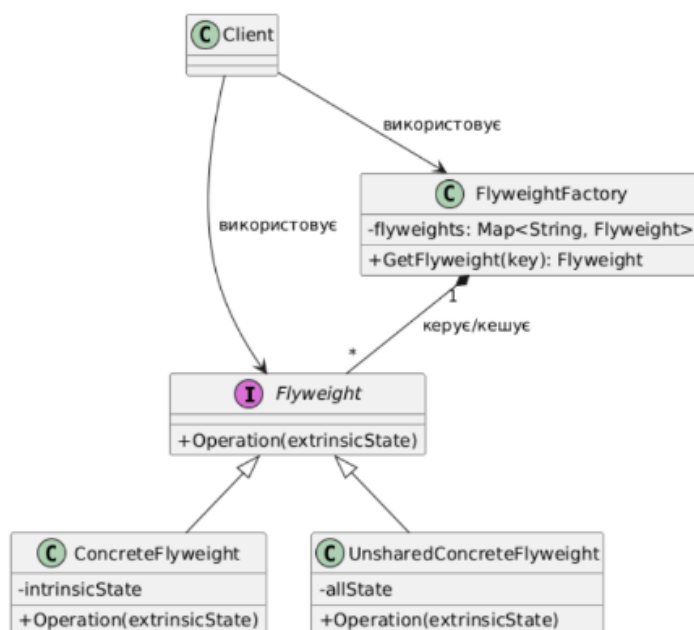 C Client
використовує
C FlyweightFactory
-flyweights: Map<String, Flyweight>
+GetFlyweight(key): Flyweight
використовує
1
керує/кешує
*
I Flyweight
+Operation(extrinsicState)
C ConcreteFlyweight
-intrinsicState
+Operation(extrinsicState)
C UnsharedConcreteFlyweight
-allState
+Operation(extrinsicState)